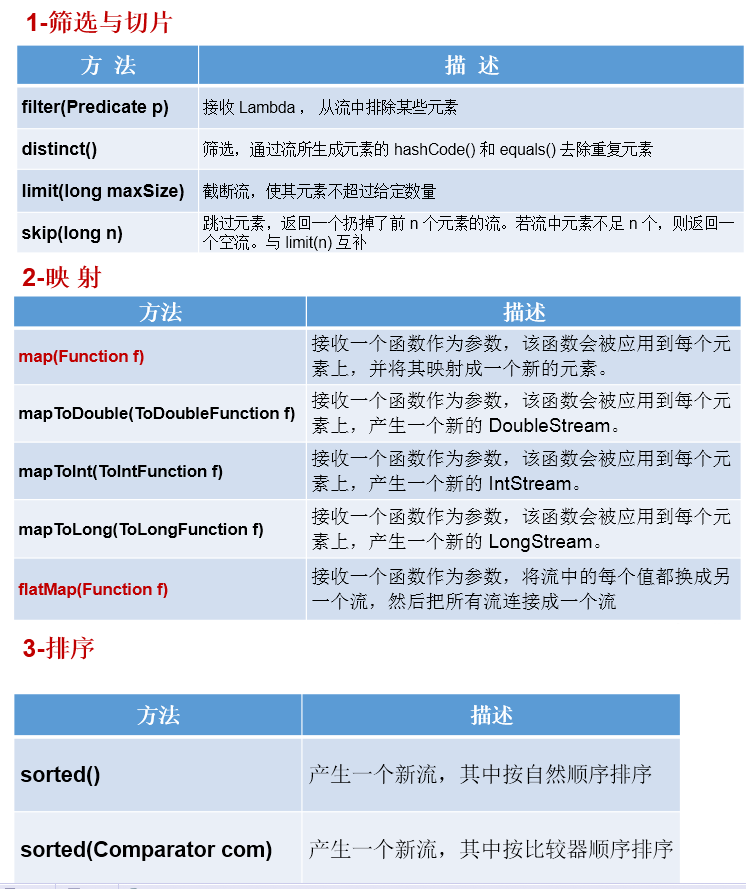 1-筛选与切片
方 法 描 述
filter(Predicate p) 接收 Lambda ， 从流中排除某些元素
distinct() 筛选，通过流所生成元素的 hashCode() 和 equals() 去除重复元素
limit(long maxSize) 截断流，使其元素不超过给定数量
skip(long n) 跳过元素，返回一个扔掉了前 n 个元素的流。若流中元素不足 n 个，则返回一
个空流。与 limit(n) 互补
2-映 射
方法 描述
map(Function f) 接收一个函数作为参数，该函数会被应用到每个元
素上，并将其映射成一个新的元素。
mapToDouble(ToDoubleFunction f) 接收一个函数作为参数，该函数会被应用到每个元
素上，产生一个新的 DoubleStream。
mapToInt(ToIntFunction f) 接收一个函数作为参数，该函数会被应用到每个元
素上，产生一个新的 IntStream。
mapToLong(ToLongFunction f) 接收一个函数作为参数，该函数会被应用到每个元
素上，产生一个新的 LongStream。
flatMap(Function f) 接收一个函数作为参数，将流中的每个值都换成另
一个流，然后把所有流连接成一个流
3-排序
方法 描述
sorted() 产生一个新流，其中按自然顺序排序
sorted(Comparator com) 产生一个新流，其中按比较器顺序排序